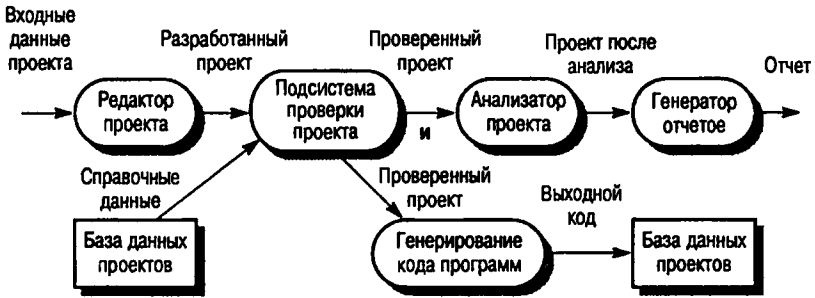 Входные
данные
проекта
Разработанный
проект
Проверенный
проект
Проект после
анализа
Отчет
Редактор
проекта
Подсистема
проверки
проекта
и
Анализатор
проекта
Генератор
отчетое
Справочные
данные
Проверенный
проект
Выходной
код
База данных
проектов
Генерирование
кода программ
База данных
проектов